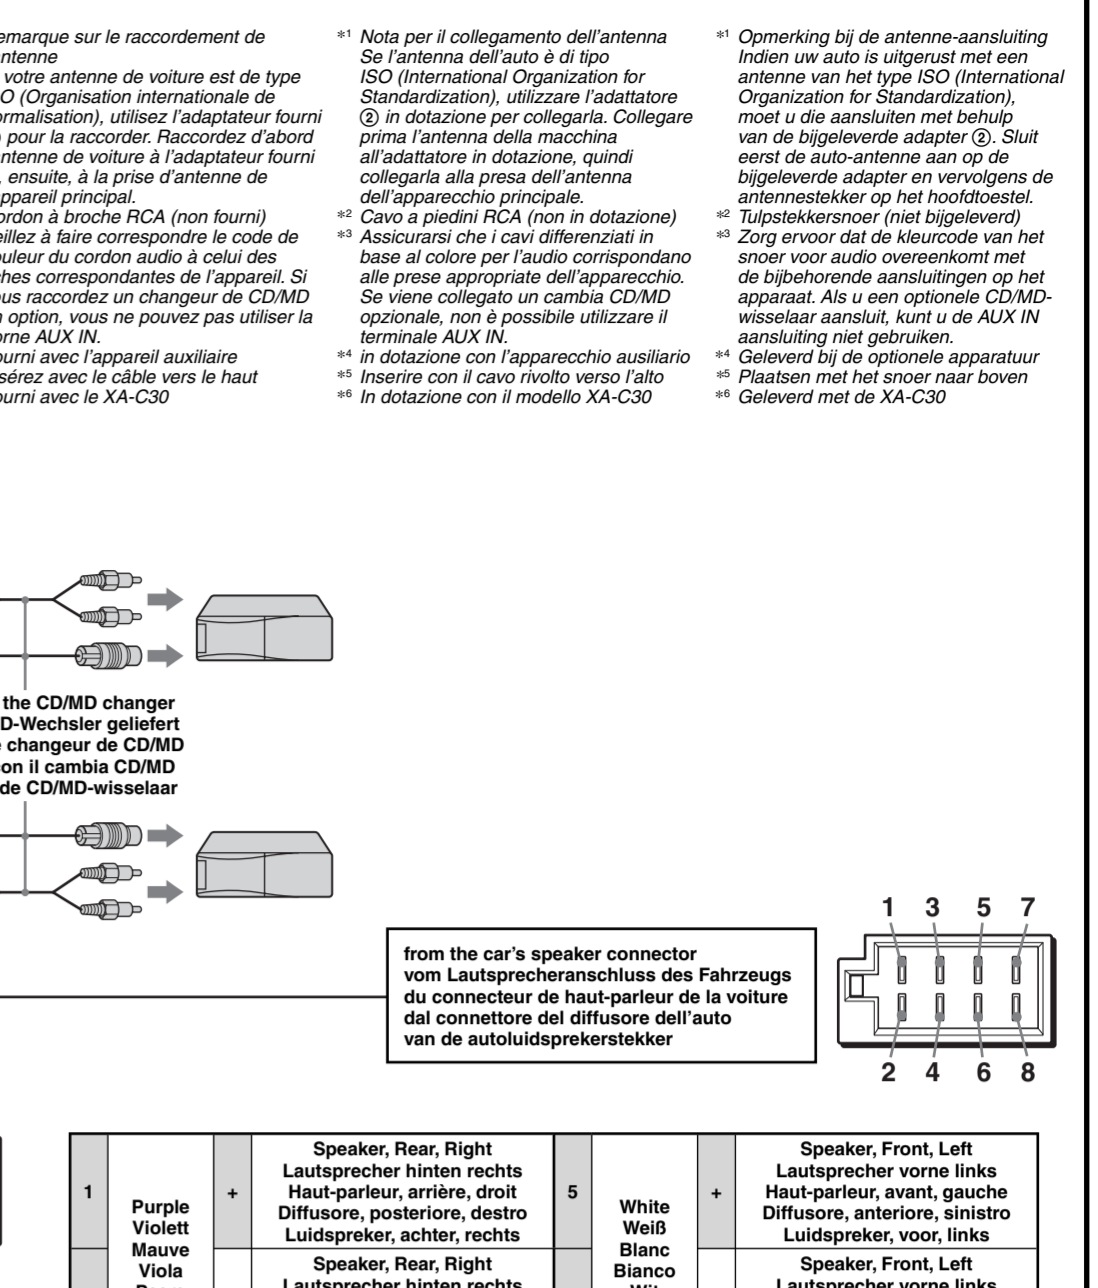 emarque sur le raccordement de
ntenne
votre antenne de voiture est de type
O (Organisation internationale de
ormalisation), utilisez l’adaptateur fourni
) pour la raccorder. Raccordez d’abord
ntenne de voiture à l’adaptateur fourni
, ensuite, à la prise d’antenne de
ppareil principal.
ordon à broche RCA (non fourni)
eillez à faire correspondre le code de
ouleur du cordon audio à celui des
ches correspondantes de l’appareil. Si
ous raccordez un changeur de CD/MD
n option, vous ne pouvez pas utiliser la
orne AUX IN.
ourni avec l’appareil auxiliaire
sérez avec le câble vers le haut
ourni avec le XA-C30
*1 Nota per il collegamento dell’antenna
Se l’antenna dell’auto è di tipo
ISO (International Organization for
Standardization), utilizzare l’adattatore
② in dotazione per collegarla. Collegare
prima l’antenna della macchina
all’adattatore in dotazione, quindi
collegarla alla presa dell’antenna
dell’apparecchio principale.
*2 Cavo a piedini RCA (non in dotazione)
*3 Assicurarsi che i cavi differenziati in
base al colore per l’audio corrispondano
alle prese appropriate dell’apparecchio.
Se viene collegato un cambia CD/MD
opzionale, non è possibile utilizzare il
terminale AUX IN.
*4 in dotazione con l’apparecchio ausiliario
*5 Inserire con il cavo rivolto verso l’alto
*6 In dotazione con il modello XA-C30
*1 Opmerking bij de antenne-aansluiting
Indien uw auto is uitgerust met een
antenne van het type ISO (International
Organization for Standardization),
moet u die aansluiten met behulp
van de bijgeleverde adapter ②. Sluit
eerst de auto-antenne aan op de
bijgeleverde adapter en vervolgens de
antennestekker op het hoofdtoestel.
*2 Tulpstekkersnoer (niet bijgeleverd)
*3 Zorg ervoor dat de kleurcode van het
snoer voor audio overeenkomt met
de bijbehorende aansluitingen op het
apparaat. Als u een optionele CD/MD-
wisselaar aansluit, kunt u de AUX IN
aansluiting niet gebruiken.
*4 Geleverd bij de optionele apparatuur
*5 Plaatsen met het snoer naar boven
*6 Geleverd met de XA-C30
the CD/MD changer
D-Wechsler geliefert
e changeur de CD/MD
con il cambia CD/MD
de CD/MD-wisselaar
from the car’s speaker connector
vom Lautsprecheranschluss des Fahrzeugs
du connecteur de haut-parleur de la voiture
dal connettore del diffusore dell’auto
van de autoluidsprekerstekker
1 3 5 7
2 4 6 8
1
Purple
Violett
Mauve
Viola
+
Speaker, Rear, Right
Lautsprecher hinten rechts
Haut-parleur, arrière, droit
Diffusore, posteriore, destro
Luidspreker, achter, rechts
Speaker, Rear, Right
Lautsprecher hinten rechts
5
White
Weiß
Blanc
Bianco
+
Speaker, Front, Left
Lautsprecher vorne links
Haut-parleur, avant, gauche
Diffusore, anteriore, sinistro
Luidspreker, voor, links
Speaker, Front, Left
Lautsprecher vorne links